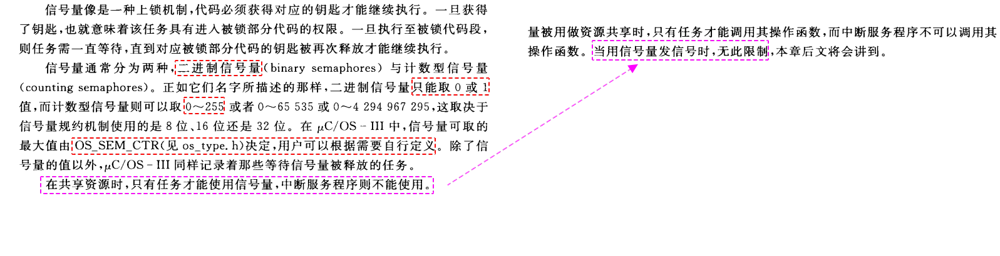 信号量像是一种上锁机制,代码必须获得对应的钥匙才能继续执行。一旦获得
了钥匙,也就意味着该任务具有进入被锁部分代码的权限。一旦执行至被锁代码段,
则任务需一直等待,直到对应被锁部分代码的钥匙被再次释放才能继续执行。
信号量通常分为两种,二进制信号量(binary semaphores) 与计数型信号量
(counting semaphores)。正如它们名字所描述的那样,二进制信号量只能取 0 或 1
值,而计数型信号量则可以取 0～255 或者 0～65 535 或 0～4 294 967 295,这取决于
信号量规约机制使用的是 8 位、16 位还是 32 位。在 μC/OS-III 中,信号量可取的
最大值由 OS_SEM_CTR(见 os_type.h)决定,用户可以根据需要自行定义。除了信
号量的值以外,μC/OS-III 同样记录着那些等待信号量被释放的任务。
在共享资源时,只有任务才能使用信号量,中断服务程序则不能使用。
量被用做资源共享时,只有任务才能调用其操作函数,而中断服务程序不可以调用其
操作函数。当用信号量发信号时,无此限制,本章后文将会讲到。